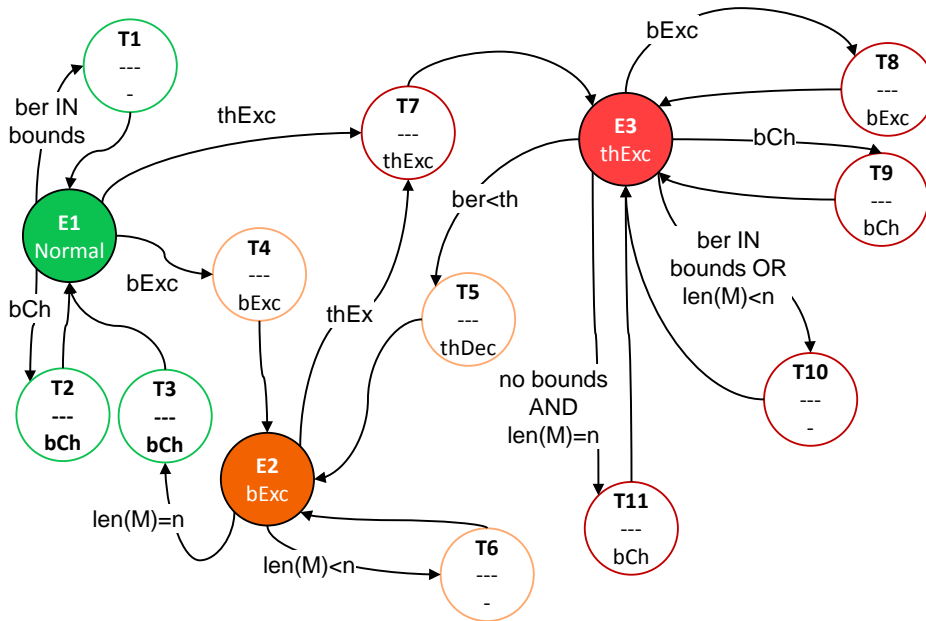 T1
---
-
ber IN
bounds
E1
Normal
bCh
T2
---
bCh
T3
---
bCh
thExc
bExc
T4
---
bExc
T7
---
thExc
thEx
E2
bExc
len(M)=n
len(M)<n
T6
---
-
T5
---
thDec
ber<th
E3
thExc
bExc
T8
---
bExc
bCh
T9
---
bCh
ber IN
bounds OR
len(M)<n
T10
---
-
no bounds
AND
len(M)=n
T11
---
bCh